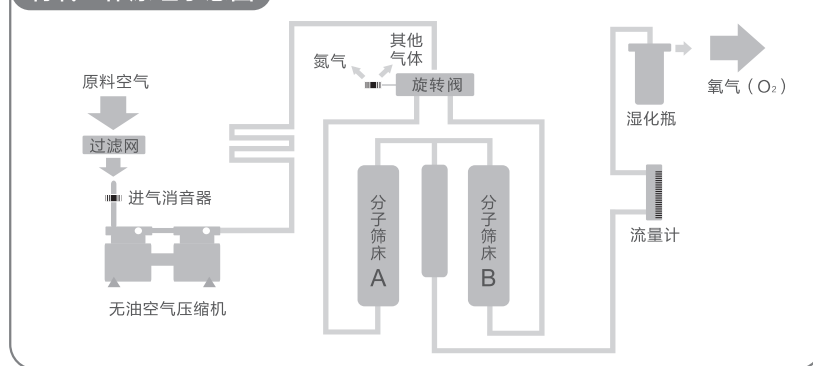 原料空气
过滤网
进气消音器
无油空气压缩机
氮气
其他
气体
旋转阀
分子筛床
A
分子筛床
B
湿化瓶
氧气（O₂）
流量计